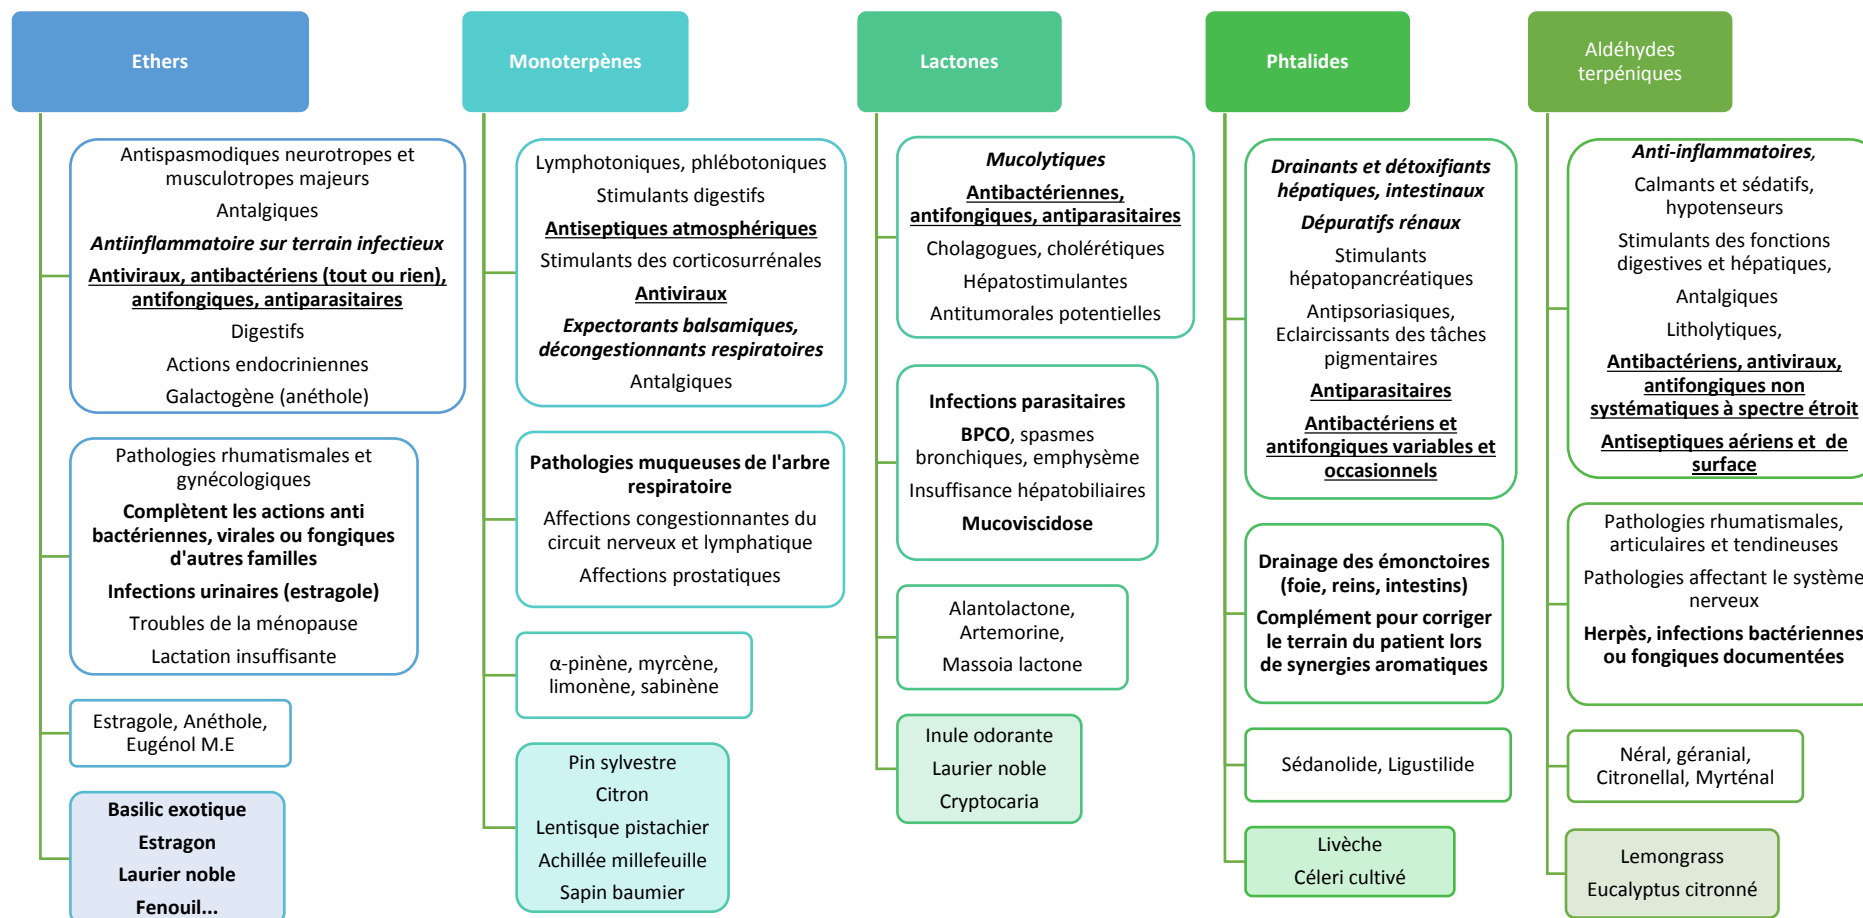 Ethers
Antispasmodiques neurotropes et
musculotropes majeurs
Antalgiques
Antiinflammatoire sur terrain infectieux
Antiviraux, antibactériens (tout ou rien),
antifongiques, antiparasitaires
Digestifs
Actions endocriniennes
Galactogène (anéthole)
Pathologies rhumatismales et
gynécologiques
Complètent les actions anti
bactériennes, virales ou fongiques
d'autres familles
Infections urinaires (estragole)
Troubles de la ménopause
Lactation insuffisante
Estragole, Anéthole,
Eugénol M.E
Basilic exotique
Estragon
Laurier noble
Fenouil...
Monoterpènes
Lymphotoniques, phlébotoniques
Stimulants digestifs
Antiseptiques atmosphériques
Stimulants des corticosurrénales
Antiviraux
Expectorants balsamiques,
décongestionnants respiratoires
Antalgiques
Pathologies muqueuses de l'arbre
respiratoire
Affections congestionnantes du
circuit nerveux et lymphatique
Affections prostatiques
α-pinène, myrcène,
limonène, sabinène
Pin sylvestre
Citron
Lentisque pistachier
Achillée millefeuille
Sapin baumier
Lactones
Mucolytiques
Antibactériennes,
antifongiques, antiparasitaires
Cholagogues, cholérétiques
Hépatostimulantes
Antitumorales potentielles
Infections parasitaires
BPCO, spasmes
bronchiques, emphysème
Insuffisance hépatobiliaires
Mucoviscidose
Alantolactone,
Artemorine,
Massoia lactone
Inule odorante
Laurier noble
Cryptocaria
Phtalides
Drainants et détoxifiants
hépatiques, intestinaux
Dépuratifs rénaux
Stimulants
hépatopancréatiques
Antipsoriasiques,
Eclaircissants des tâches
pigmentaires
Antiparasitaires
Antibactériens et
antifongiques variables et
occasionnels
Drainage des émonctoires
(foie, reins, intestins)
Complément pour corriger
le terrain du patient lors
de synergies aromatiques
Sédanolide, Ligustilide
Livèche
Céleri cultivé
Aldéhydes
terpéniques
Anti-inflammatoires,
Calmants et sédatifs,
hypotenseurs
Stimulants des fonctions
digestives et hépatiques,
Antalgiques
Litholytiques,
Antibactériens, antiviraux,
antifongiques non
systématiques à spectre étroit
Antiseptiques aériens et de
surface
Pathologies rhumatismales,
articulaires et tendineuses
Pathologies affectant le système
nerveux
Herpès, infections bactériennes
ou fongiques documentées
Néral, géranial,
Citronellal, Myrténal
Lemongrass
Eucalyptus citronné